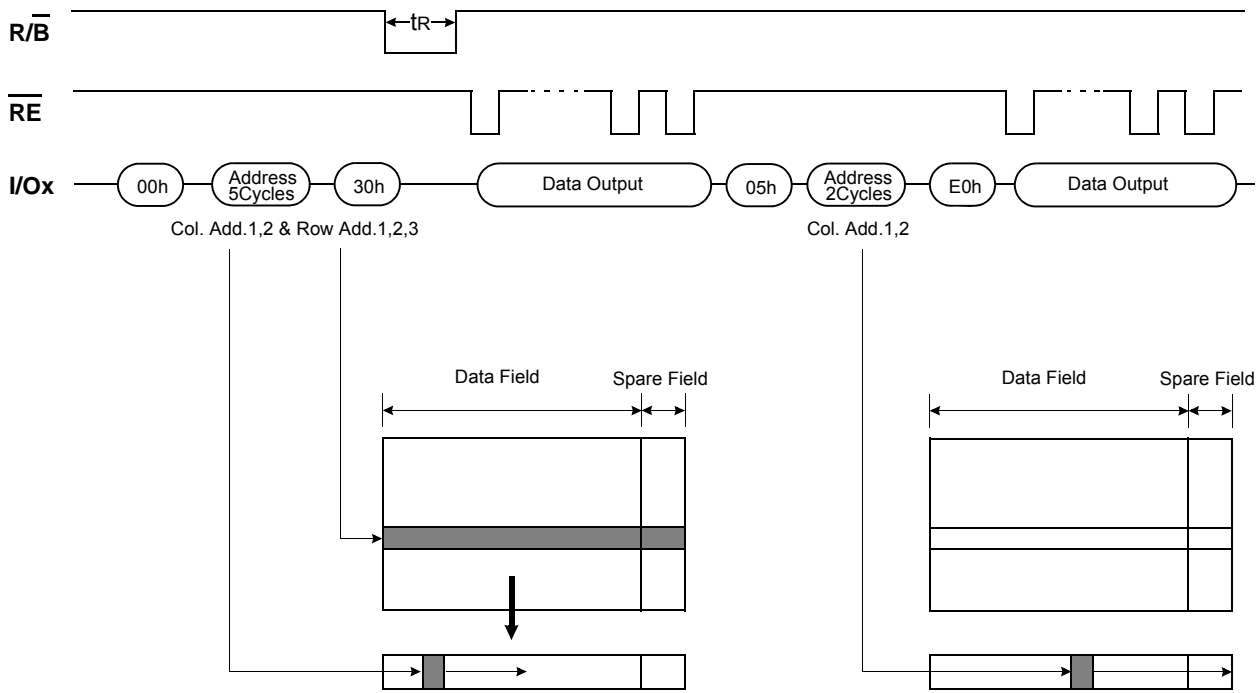 R/B̅
tR
R̅E̅
I/Ox
00h
Address
5Cycles
30h
Data Output
05h
Address
2Cycles
E0h
Data Output
Col. Add.1,2 & Row Add.1,2,3
Col. Add.1,2
Data Field
Spare Field
Data Field
Spare Field